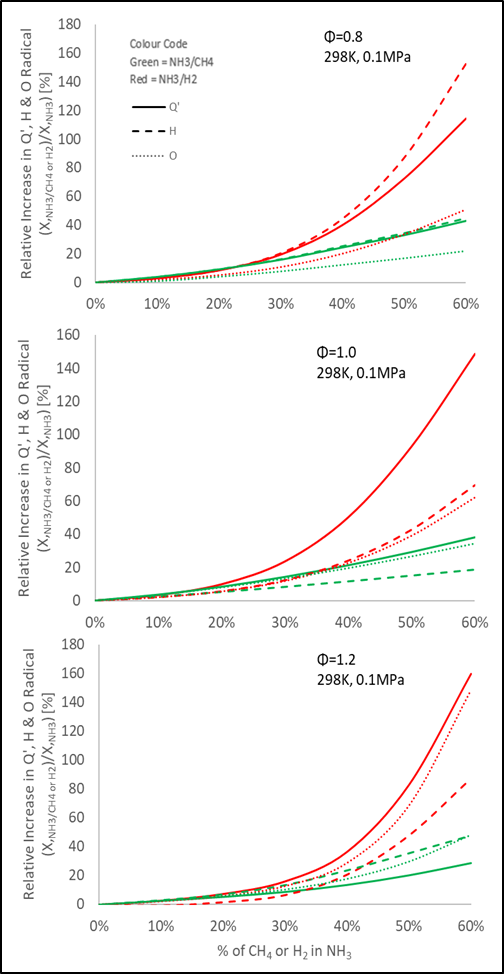 Relative Increase in Q', H & O Radical
(X,NH3/CH4 or H2)/X,NH3) [%]
180
160
140
120
100
80
60
40
20
0
Colour Code
Green = NH3/CH4
Red = NH3/H2
Q'
H
O
Φ=0.8
298K, 0.1MPa
0% 10% 20% 30% 40% 50% 60%
Relative Increase in Q', H & O Radical
(X,NH3/CH4 or H2)/X,NH3) [%]
160
140
120
100
80
60
40
20
0
Φ=1.0
298K, 0.1MPa
0% 10% 20% 30% 40% 50% 60%
Relative Increase in Q', H & O Radical
(X,NH3/CH4 or H2)/X,NH3) [%]
180
160
140
120
100
80
60
40
20
0
Φ=1.2
298K, 0.1MPa
0% 10% 20% 30% 40% 50% 60%
% of CH4 or H2 in NH3